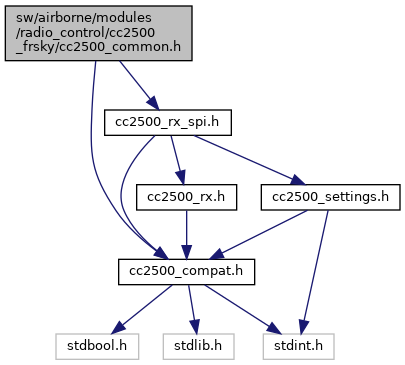 sw/airborne/modules
/radio_control/cc2500
_frsky/cc2500_common.h
cc2500_rx_spi.h
cc2500_rx.h
cc2500_settings.h
cc2500_compat.h
stdbool.h
stdlib.h
stdint.h